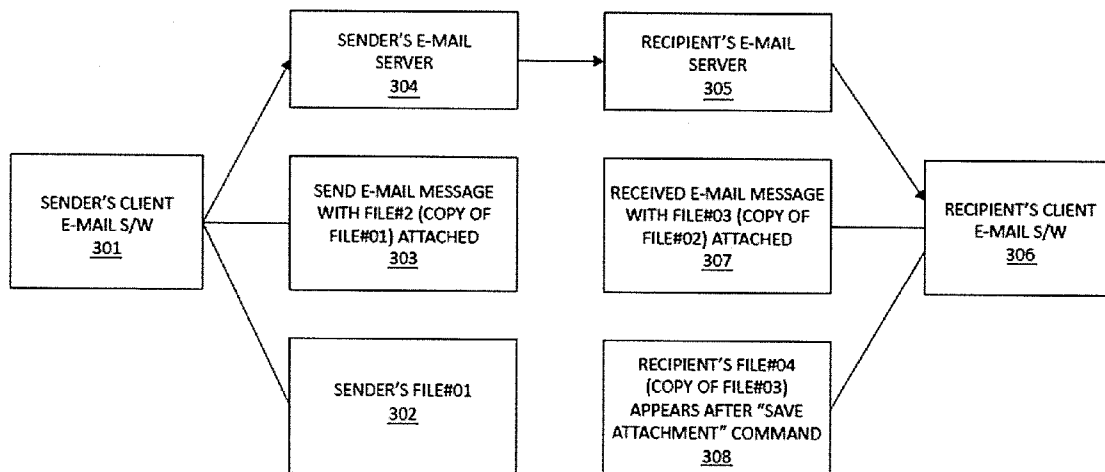 SENDER'S E-MAIL
SERVER
304
RECIPIENT'S E-MAIL
SERVER
305
SENDER'S CLIENT
E-MAIL S/W
301
SEND E-MAIL MESSAGE
WITH FILE#2 (COPY OF
FILE#01) ATTACHED
303
RECEIVED E-MAIL MESSAGE
WITH FILE#03 (COPY OF
FILE#02) ATTACHED
307
RECIPIENT'S CLIENT
E-MAIL S/W
306
SENDER'S FILE#01
302
RECIPIENT'S FILE#04
(COPY OF FILE#03)
APPEARS AFTER "SAVE
ATTACHMENT" COMMAND
308